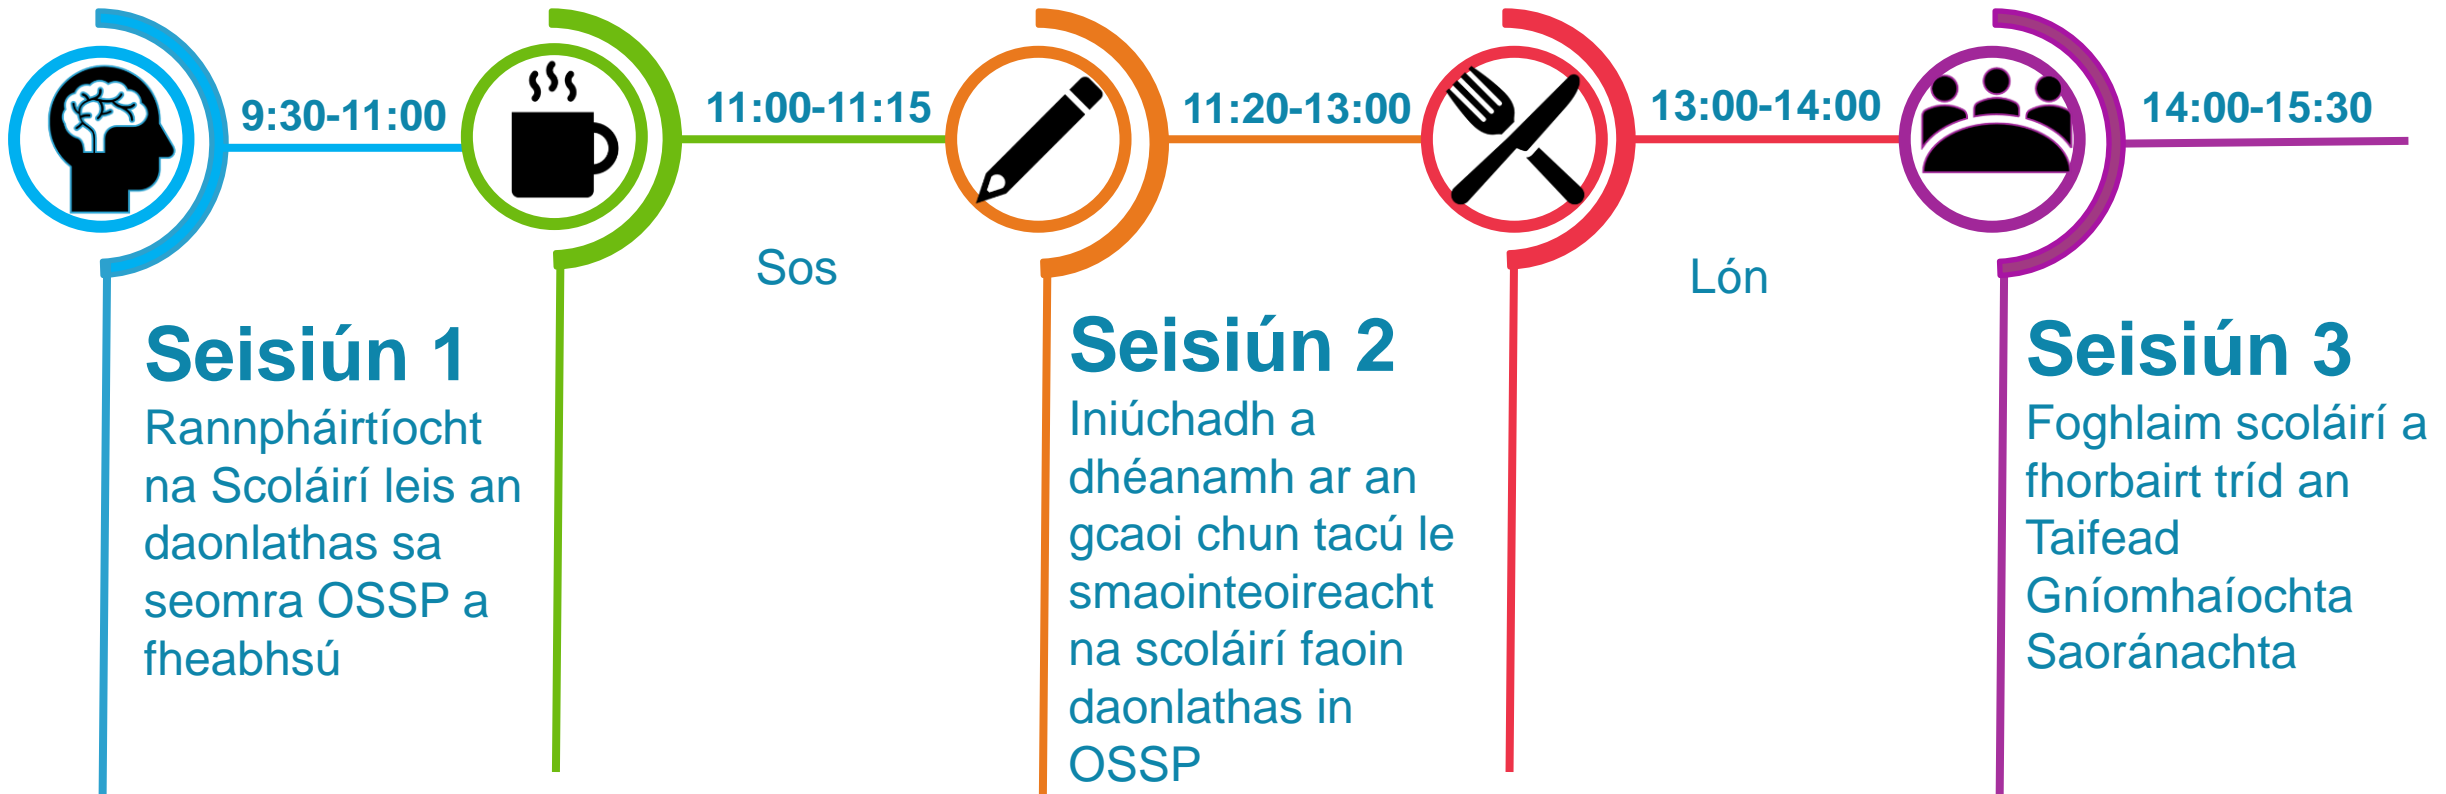 9:30-11:00
Seisiún 1
Rannpháirtíocht
na Scoláirí leis an
daonlathas sa
seomra OSSP a
fheabhsú
11:00-11:15
Sos
11:20-13:00
Seisiún 2
Iniúchadh a
dhéanamh ar an
gcaoi chun tacú le
smaointeoireacht
na scoláirí faoin
daonlathas in
OSSP
13:00-14:00
Lón
14:00-15:30
Seisiún 3
Foghlaim scoláirí a
fhorbairt tríd an
Taifead
Gníomhaíochta
Saoránachta